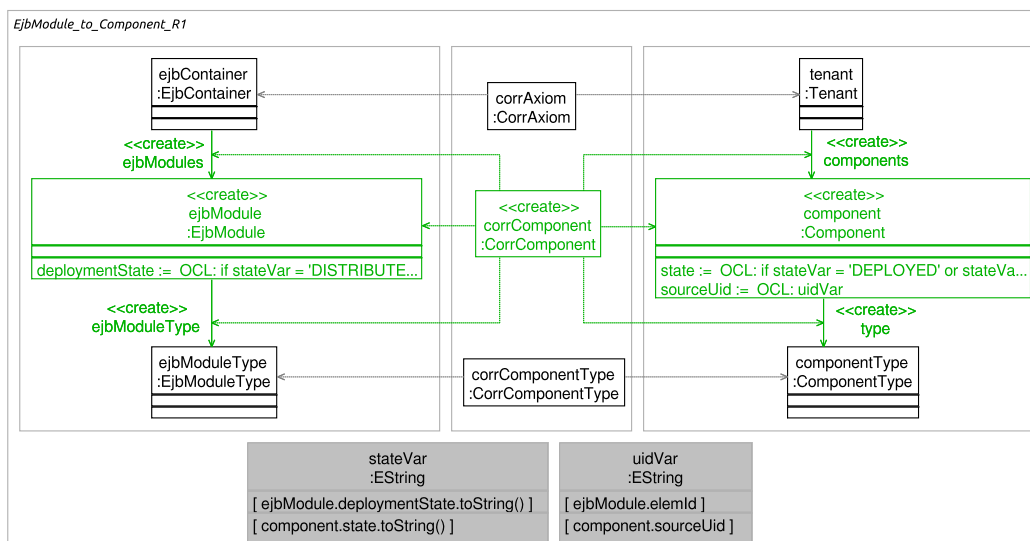 EjbModule_to_Component_R1
ejbContainer
:EjbContainer
corrAxiom
:CorrAxiom
tenant
:Tenant
<<create>>
ejbModules
<<create>>
components
<<create>>
ejbModule
:EjbModule
deploymentState := OCL: if stateVar = 'DISTRIBUTE...
<<create>>
corrComponent
:CorrComponent
<<create>>
component
:Component
state := OCL: if stateVar = 'DEPLOYED' or stateVa...
sourceUid := OCL: uidVar
<<create>>
ejbModuleType
<<create>>
type
ejbModuleType
:EjbModuleType
corrComponentType
:CorrComponentType
componentType
:ComponentType
stateVar
:EString
[ ejbModule.deploymentState.toString() ]
[ component.state.toString() ]
uidVar
:EString
[ ejbModule.elemId ]
[ component.sourceUid ]